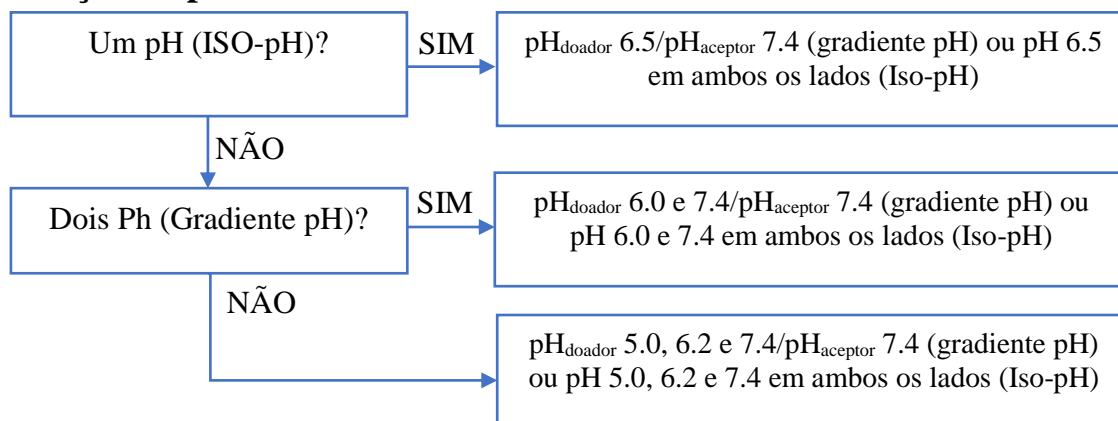 Um pH (ISO-pH)?
SIM
pHdoador 6.5/pHaceptor 7.4 (gradiente pH) ou pH 6.5
em ambos os lados (Iso-pH)
NÃO
Dois Ph (Gradiente pH)?
SIM
pHdoador 6.0 e 7.4/pHaceptor 7.4 (gradiente pH) ou
pH 6.0 e 7.4 em ambos os lados (Iso-pH)
NÃO
pHdoador 5.0, 6.2 e 7.4/pHaceptor 7.4 (gradiente pH)
ou pH 5.0, 6.2 e 7.4 em ambos os lados (Iso-pH)